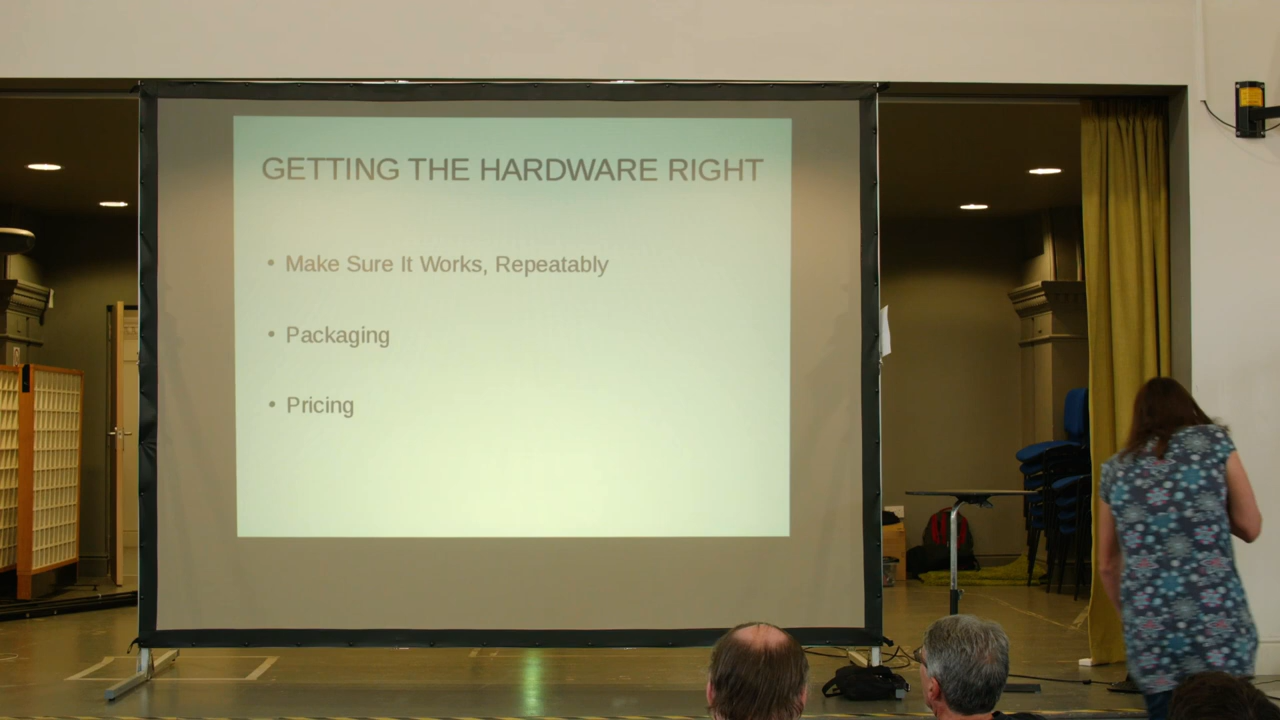 GETTING THE HARDWARE RIGHT
• Make Sure It Works, Repeatably
• Packaging
• Pricing